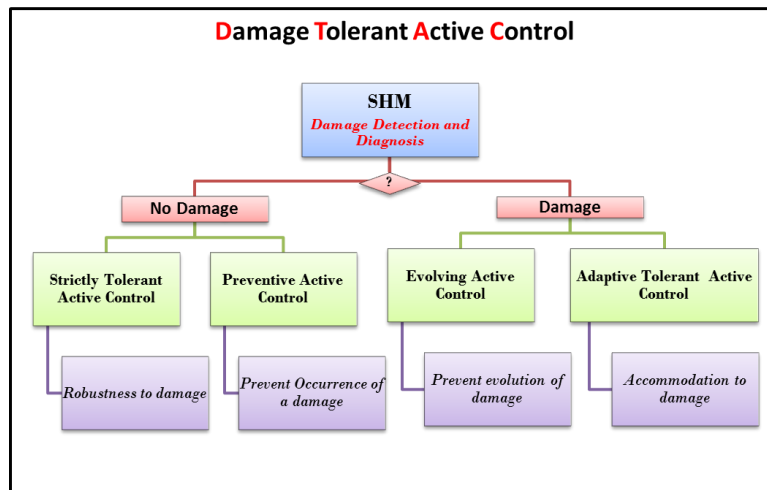 Damage Tolerant Active Control
SHM
Damage Detection and
Diagnosis
?
No Damage
Damage
Strictly Tolerant
Active Control
Preventive Active
Control
Evolving Active
Control
Adaptive Tolerant Active
Control
Robustness to damage
Prevent Occurrence of
a damage
Prevent evolution of
damage
Accommodation to
damage